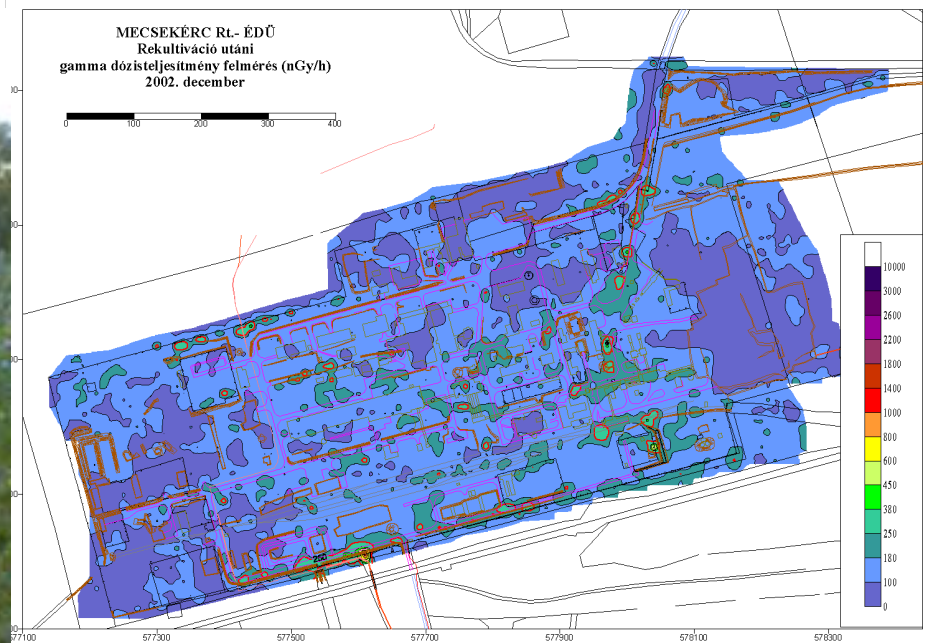 MECSEKÉRC Rt.- ÉDÜ
Rekultiváció utáni
gamma dózisteljesítmény felmérés (nGy/h)
2002. december
0 100 200 300 400
10000
3000
2600
2200
1800
1400
1000
800
600
450
380
250
180
100
0
250
577100 577300 577500 577700 577900 578100 578300